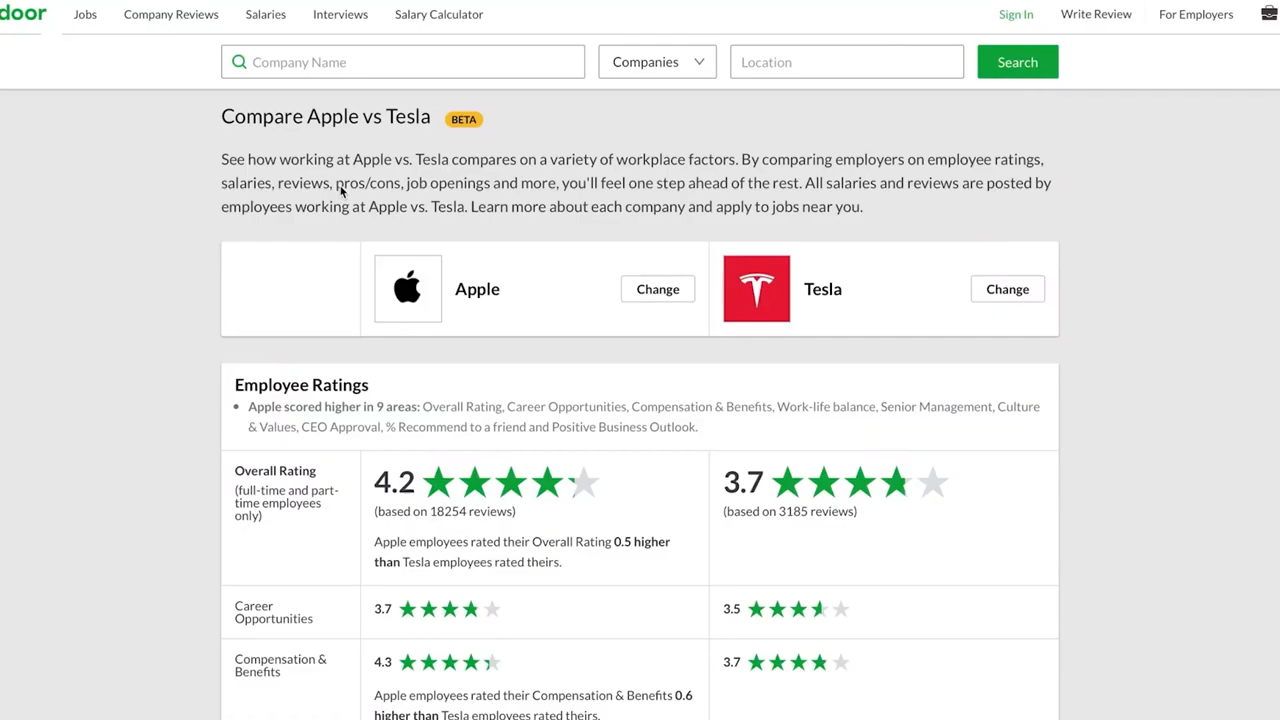 door
Jobs
Company Reviews
Salaries
Interviews
Salary Calculator
Sign In
Write Review
For Employers
Company Name
Companies
Location
Search
Compare Apple vs Tesla
BETA
See how working at Apple vs. Tesla compares on a variety of workplace factors. By comparing employers on employee ratings,
salaries, reviews, pros/cons, job openings and more, you'll feel one step ahead of the rest. All salaries and reviews are posted by
employees working at Apple vs. Tesla. Learn more about each company and apply to jobs near you.
Apple
Change
Tesla
Change
Employee Ratings
Apple scored higher in 9 areas: Overall Rating, Career Opportunities, Compensation & Benefits, Work-life balance, Senior Management, Culture
& Values, CEO Approval, % Recommend to a friend and Positive Business Outlook.
Overall Rating
(full-time and part-
time employees
only)
4.2
(based on 18254 reviews)
Apple employees rated their Overall Rating 0.5 higher
than Tesla employees rated theirs.
3.7
(based on 3185 reviews)
Career
Opportunities
3.7
3.5
Compensation &
Benefits
4.3
Apple employees rated their Compensation & Benefits 0.6
higher than Tesla employees rated theirs.
3.7